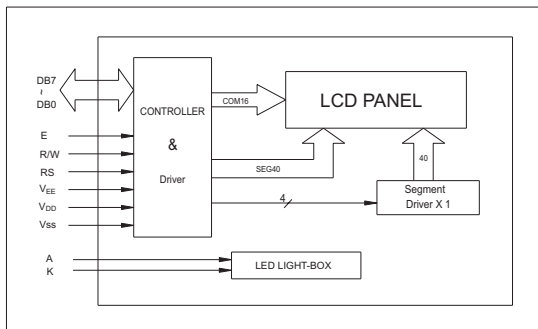 DB7
~
DB0
E
R/W
RS
VEE
VDD
Vss
A
K
CONTROLLER
&
Driver
COM16
SEG40
4
LCD PANEL
40
Segment
Driver X 1
LED LIGHT-BOX